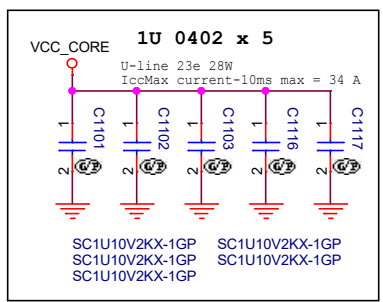 1U 0402 x 5
VCC_CORE
U-line 23e 28W
IccMax current-10ms max = 34 A
1 C1101 2 G/P
1 C1102 2 G/P
1 C1103 2 G/P
1 C1116 2 G/P
1 C1117 2 G/P
SC1U10V2KX-1GP SC1U10V2KX-1GP
SC1U10V2KX-1GP SC1U10V2KX-1GP
SC1U10V2KX-1GP